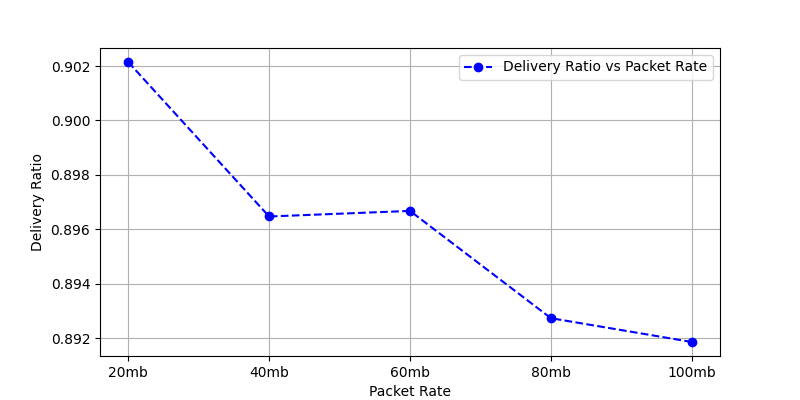 Delivery Ratio vs Packet Rate
Delivery Ratio
0.902
0.900
0.898
0.896
0.894
0.892
20mb 40mb 60mb 80mb 100mb
Packet Rate